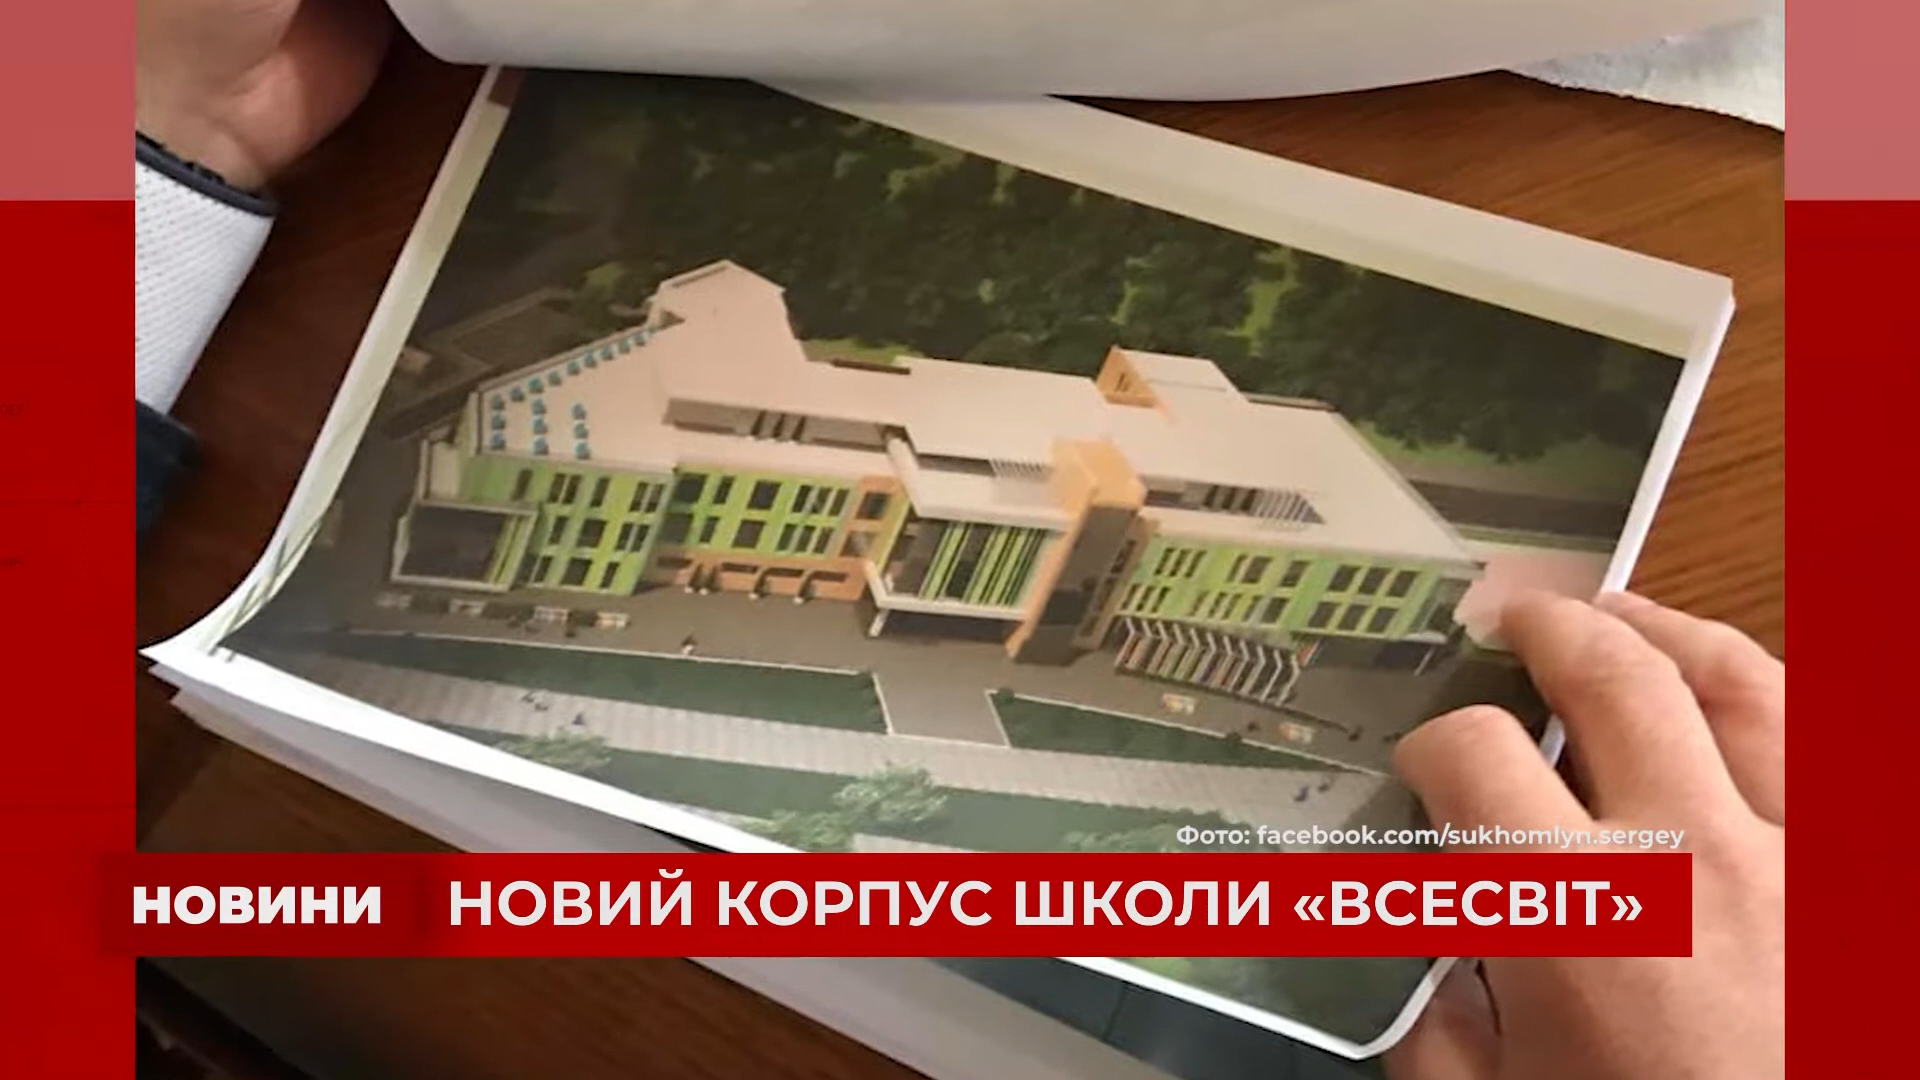 Фото: facebook.com/sukhomlyn.sergey
НОВИНИ
НОВИЙ КОРПУС ШКОЛИ «ВСЕСВІТ»